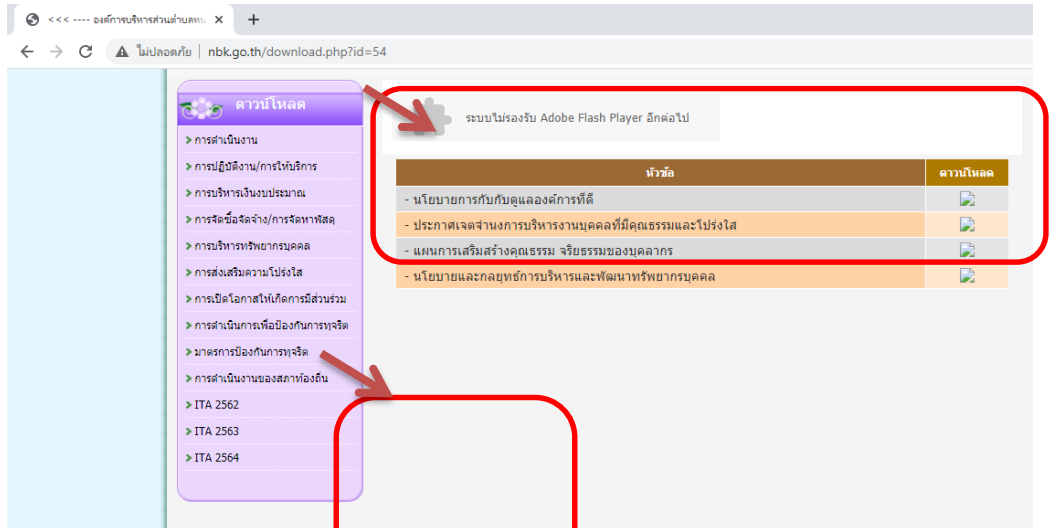 <<< ---- องค์การบริหารส่วนตำบลหน
ไม่ปลอดภัย | nbk.go.th/download.php?id=54
ดาวน์โหลด
การดำเนินงาน
การปฏิบัติงาน/การให้บริการ
การบริหารเงินงบประมาณ
การจัดซื้อจัดจ้าง/การจัดหาพัสดุ
การบริหารทรัพยากรบุคคล
การส่งเสริมความโปร่งใส
การเปิดโอกาสให้เกิดการมีส่วนร่วม
การดำเนินการเพื่อป้องกันการทุจริต
มาตรการป้องกันการทุจริต
การดำเนินงานของสภาท้องถิ่น
ITA 2562
ITA 2563
ITA 2564
ระบบไม่รองรับ Adobe Flash Player อีกต่อไป
หัวข้อ ดาวน์โหลด
- นโยบายการกับกับดูแลองค์การที่ดี
- ประกาศเจตจำนงการบริหารงานบุคคลที่มีคุณธรรมและโปร่งใส
- แผนการเสริมสร้างคุณธรรม จริยธรรมของบุคลากร
- นโยบายและกลยุทธ์การบริหารและพัฒนาทรัพยากรบุคคล